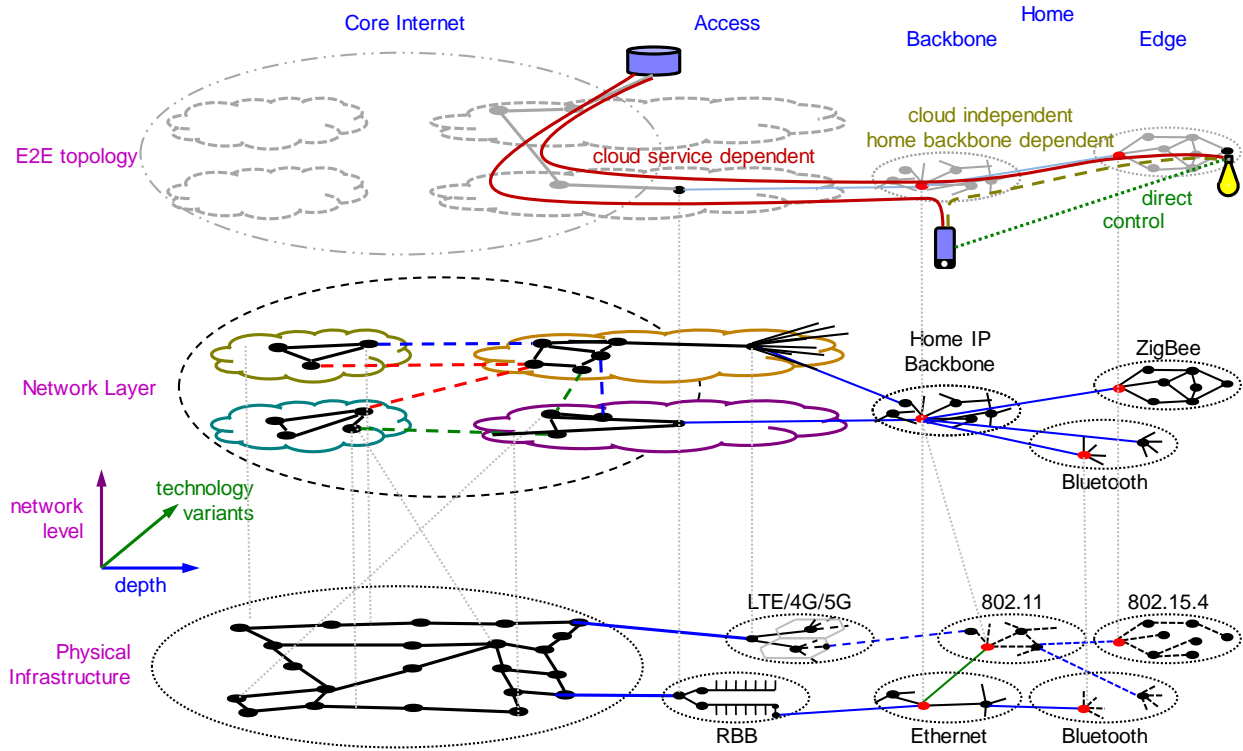 Core Internet
Access
Home
Backbone
Edge
E2E topology
cloud service dependent
cloud independent
home backbone dependent
direct
control
Network Layer
Home IP
Backbone
ZigBee
Bluetooth
network
level
technology
variants
depth
Physical
Infrastructure
LTE/4G/5G
802.11
802.15.4
RBB
Ethernet
Bluetooth